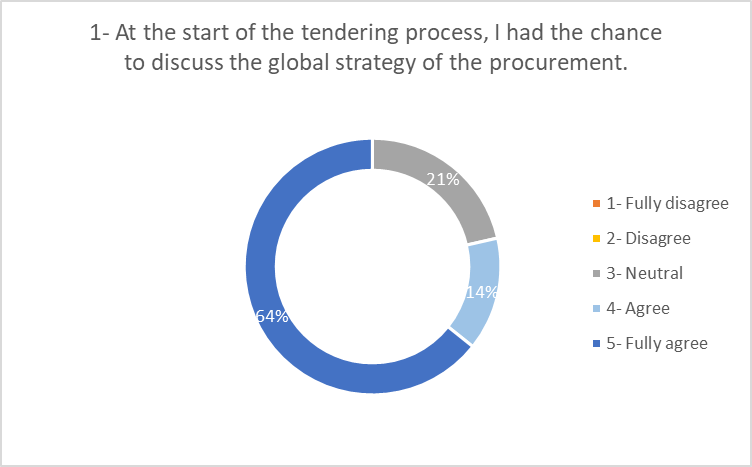 1- At the start of the tendering process, I had the chance
to discuss the global strategy of the procurement.
21%
14%
64%
1- Fully disagree
2- Disagree
3- Neutral
4- Agree
5- Fully agree